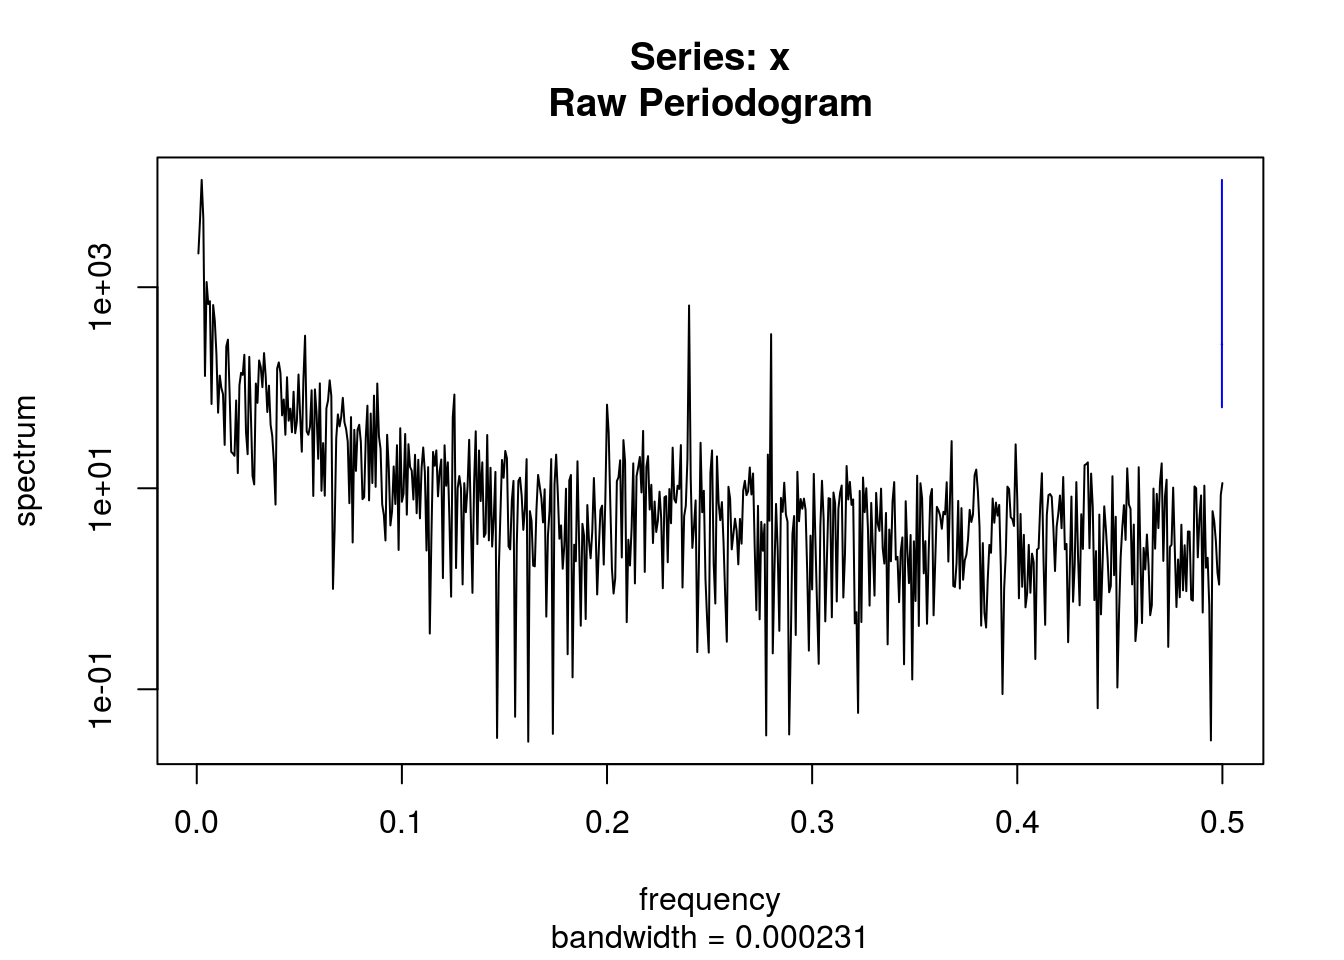 Series: x
Raw Periodogram
spectrum
1e+03
1e+01
1e-01
0.0 0.1 0.2 0.3 0.4 0.5
frequency
bandwidth = 0.000231